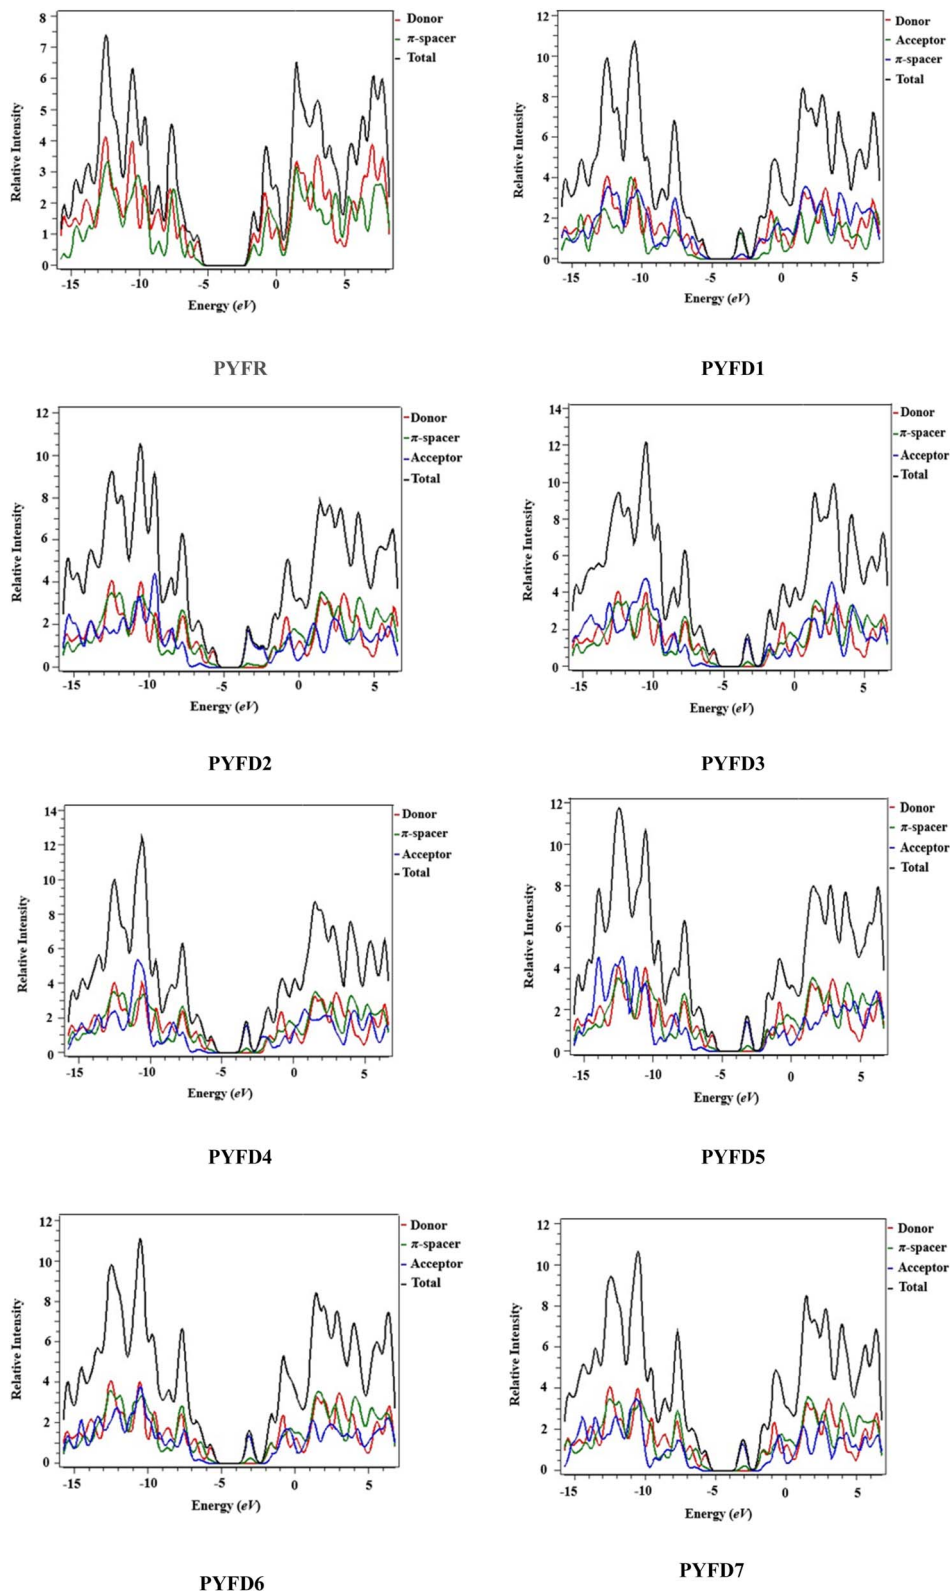 8
7
6
5
4
3
2
1
0
Relative Intensity
-15 -10 -5 0 5
Energy (eV)
Donor
π-spacer
Total
PYFR
12
10
8
6
4
2
0
Relative Intensity
-15 -10 -5 0 5
Energy (eV)
Donor
Acceptor
π-spacer
Total
PYFD1
12
10
8
6
4
2
0
Relative Intensity
-15 -10 -5 0 5
Energy (eV)
Donor
π-spacer
Acceptor
Total
PYFD2
14
12
10
8
6
4
2
0
Relative Intensity
-15 -10 -5 0 5
Energy (eV)
Donor
π-spacer
Acceptor
Total
PYFD3
14
12
10
8
6
4
2
0
Relative Intensity
-15 -10 -5 0 5
Energy (eV)
Donor
π-spacer
Acceptor
Total
PYFD4
12
10
8
6
4
2
0
Relative Intensity
-15 -10 -5 0 5
Energy (eV)
Donor
π-spacer
Acceptor
Total
PYFD5
12
10
8
6
4
2
0
Relative Intensity
-15 -10 -5 0 5
Energy (eV)
Donor
π-spacer
Acceptor
Total
PYFD6
12
10
8
6
4
2
0
Relative Intensity
-15 -10 -5 0 5
Energy (eV)
Donor
π-spacer
Acceptor
Total
PYFD7